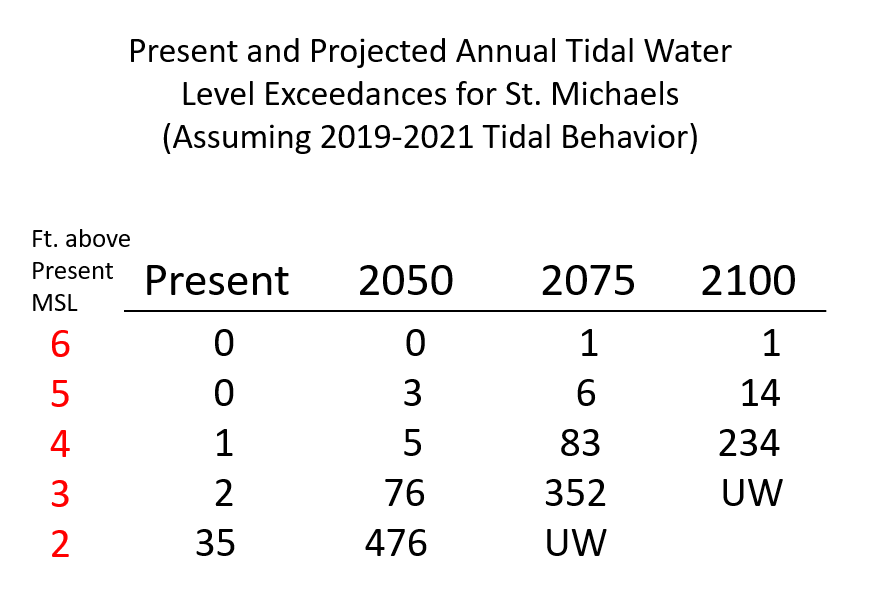 Present and Projected Annual Tidal Water
Level Exceedances for St. Michaels
(Assuming 2019-2021 Tidal Behavior)
Ft. above
Present
MSL
Present 2050 2075 2100
6 0 0 1 1
5 0 3 6 14
4 1 5 83 234
3 2 76 352 UW
2 35 476 UW